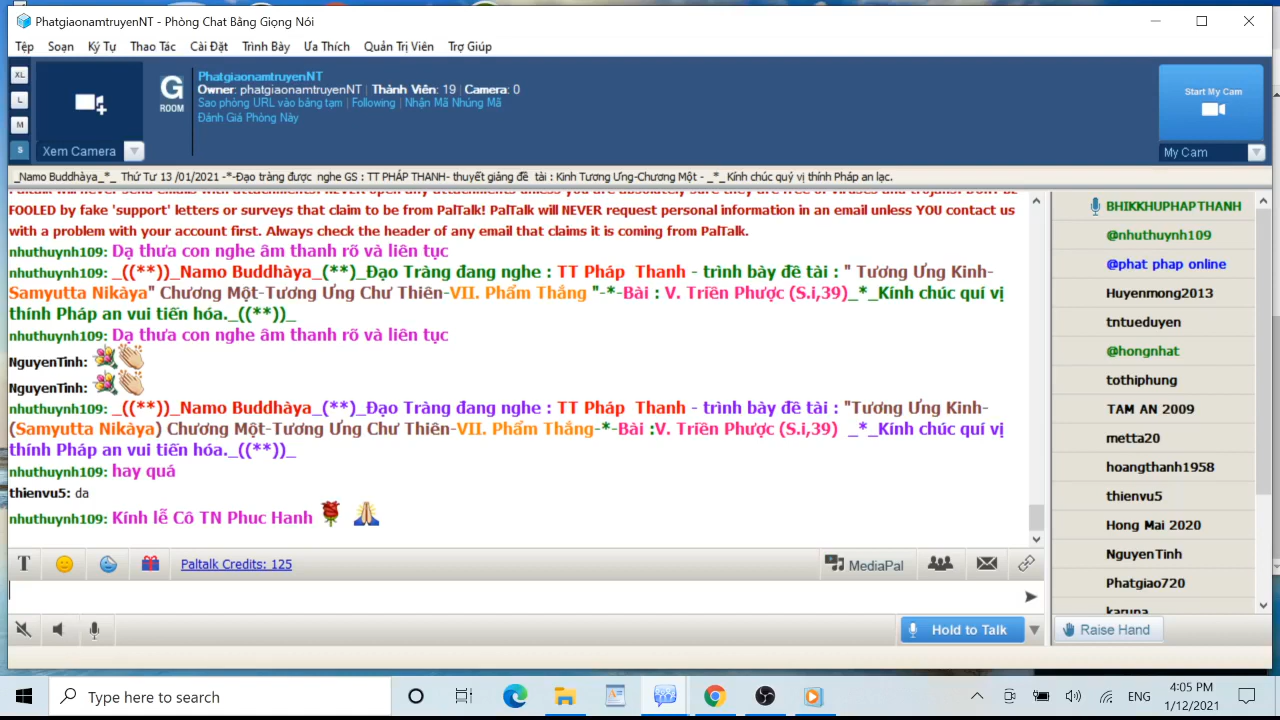 PhatgiaonamtruyenNT - Phòng Chat Bằng Giọng Nói
Tệp Soạn Ký Tự Thao Tác Cài Đặt Trình Bày Ưa Thích Quản Trị Viên Trợ Giúp
XL
L
M
S
Xem Camera
G
ROOM
PhatgiaonamtruyenNT
Owner: phatgiaonamtruyenNT | Thành Viên: 19 | Camera: 0
Sao phỏng URL vào bảng tạm | Following | Nhận Mã Nhúng Mã
Đánh Giá Phòng Này
Start My Cam
My Cam
_Namo Buddhàya_*_ Thứ Tư 13 /01/2021 -*-Đạo tràng được nghe GS : TT PHÁP THANH- thuyết giảng đề tài : Kinh Tương Ưng-Chương Một - _*_Kính chúc quý vị thính Pháp an lạc.
FOOLED by fake 'support' letters or surveys that claim to be from PalTalk! PalTalk will NEVER request personal information in an email unless YOU contact us
with a problem with your account first. Always check the header of any email that claims it is coming from PalTalk.
nhuthuynh109: Dạ thưa con nghe âm thanh rõ và liên tục
nhuthuynh109: _((**))_Namo Buddhàya_(**)_Đạo Tràng đang nghe : TT Pháp Thanh - trình bày đề tài : " Tương Ưng Kinh-
Samyutta Nikàya" Chương Một-Tương Ưng Chư Thiên-VII. Phẩm Thắng "-*-Bài : V. Triền Phược (S.i,39)_*_Kính chúc quí vị
thính Pháp an vui tiến hóa._((**))_
nhuthuynh109: Dạ thưa con nghe âm thanh rõ và liên tục
NguyenTinh:
NguyenTinh:
nhuthuynh109: _((**))_Namo Buddhàya_(**)_Đạo Tràng đang nghe : TT Pháp Thanh - trình bày đề tài : "Tương Ưng Kinh-
(Samyutta Nikàya) Chương Một-Tương Ưng Chư Thiên-VII. Phẩm Thắng-*-Bài :V. Triền Phược (S.i,39) _*_Kính chúc quí vị
thính Pháp an vui tiến hóa._((**))_
nhuthuynh109: hay quá
thienvu5: da
nhuthuynh109: Kính lễ Cô TN Phuc Hanh
BHIKKHUPHAPTHANH
@nhuthuynh109
@phat phap online
Huyenmong2013
tntueduyen
@hongnhat
tothiphung
TAM AN 2009
metta20
hoangthanh1958
thienvu5
Hong Mai 2020
NguyenTinh
Phatgiao720
karuna
T Paltalk Credits: 125 MediaPal
Hold to Talk
Raise Hand
Type here to search
ENG
4:05 PM
1/12/2021